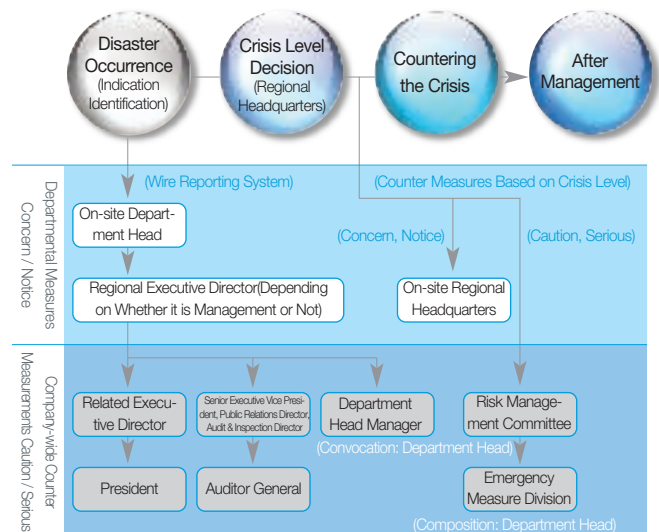 Disaster
Occurrence
(Indication
Identification)
Crisis Level
Decision
(Regional
Headquarters)
Countering
the Crisis
After
Management
Departmental Measures
Concern / Notice
(Wire Reporting System)
(Counter Measures Based on Crisis Level)
On-site Depart-
ment Head
(Concern, Notice)
(Caution, Serious)
Regional Executive Director(Depending
on Whether it is Management or Not)
On-site Regional
Headquarters
Company-wide Counter
Measurements Caution / Serious
Related Execu-
tive Director
Senior Executive Vice Presi-
dent, Public Relations Director,
Audit & Inspection Director
Department
Head Manager
(Convocation: Department Head)
Risk Manage-
ment Committee
President
Auditor General
Emergency
Measure Division
(Composition: Department Head)